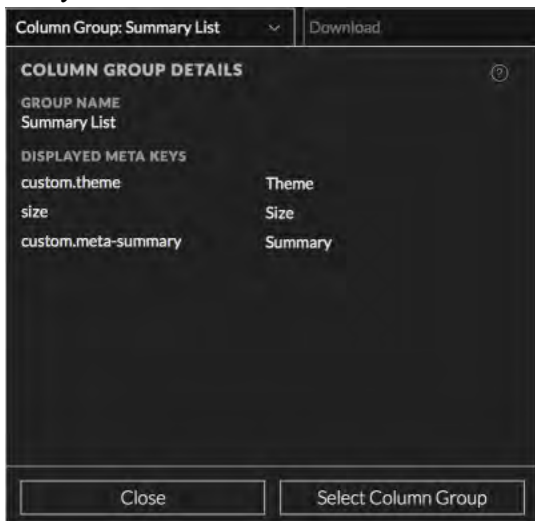 Column Group: Summary List Download
COLUMN GROUP DETAILS
GROUP NAME
Summary List
DISPLAYED META KEYS
custom.theme Theme
size Size
custom.meta-summary Summary
Close Select Column Group